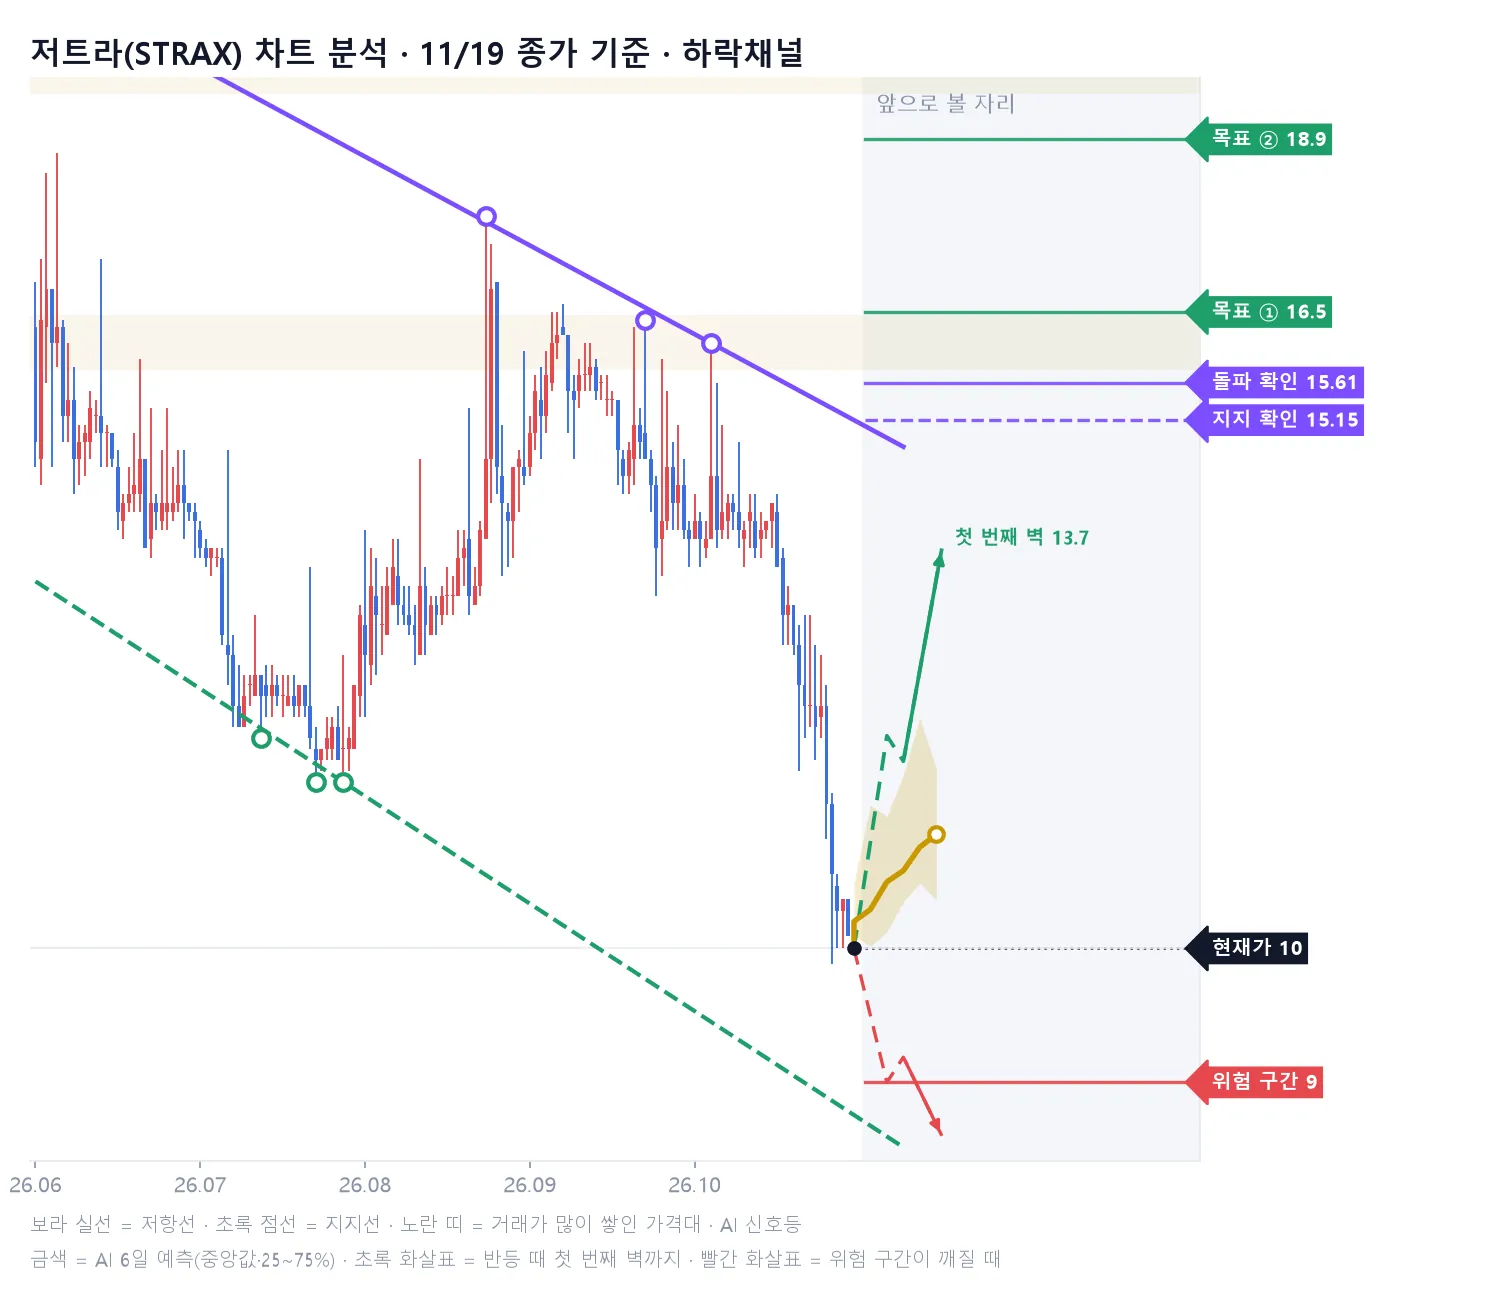 저트라(STRAX) 차트 분석 · 11/19 종가 기준 · 하락채널
앞으로 볼 자리
목표 ② 18.9
목표 ① 16.5
돌파 확인 15.61
지지 확인 15.15
첫 번째 벽 13.7
현재가 10
위험 구간 9
26.06 26.07 26.08 26.09 26.10
보라 실선 = 저항선 · 초록 점선 = 지지선 · 노란 띠 = 거래가 많이 쌓인 가격대 · AI 신호등
금색 = AI 6일 예측(중앙값·25~75%) · 초록 화살표 = 반등 때 첫 번째 벽까지 · 빨간 화살표 = 위험 구간이 깨질 때